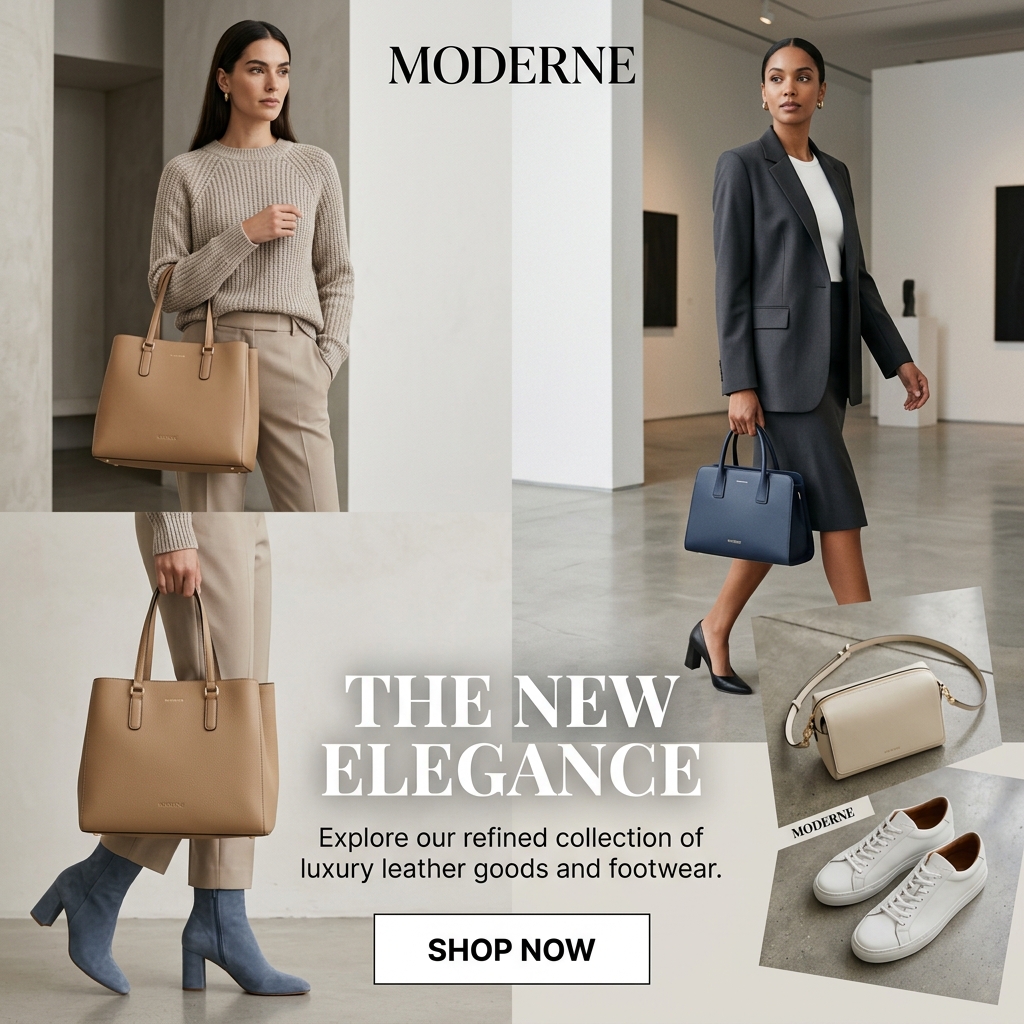 MODERNE
THE NEW
ELEGANCE
Explore our refined collection of
luxury leather goods and footwear.
SHOP NOW
MODERNE